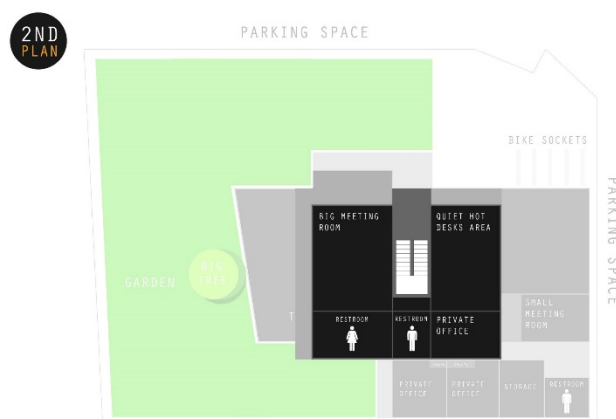 2ND
PLAN
PARKING SPACE
BIKE SOCKETS
PARKING SPACE
BIG MEETING
ROOM
QUIET HOT
DESKS AREA
GARDEN
BIG
TREE
T
SMALL
MEETING
ROOM
RESTROOM
RESTROOM
PRIVATE
OFFICE
PRIVATE
OFFICE
PRIVATE
OFFICE
STORAGE
RESTROOM